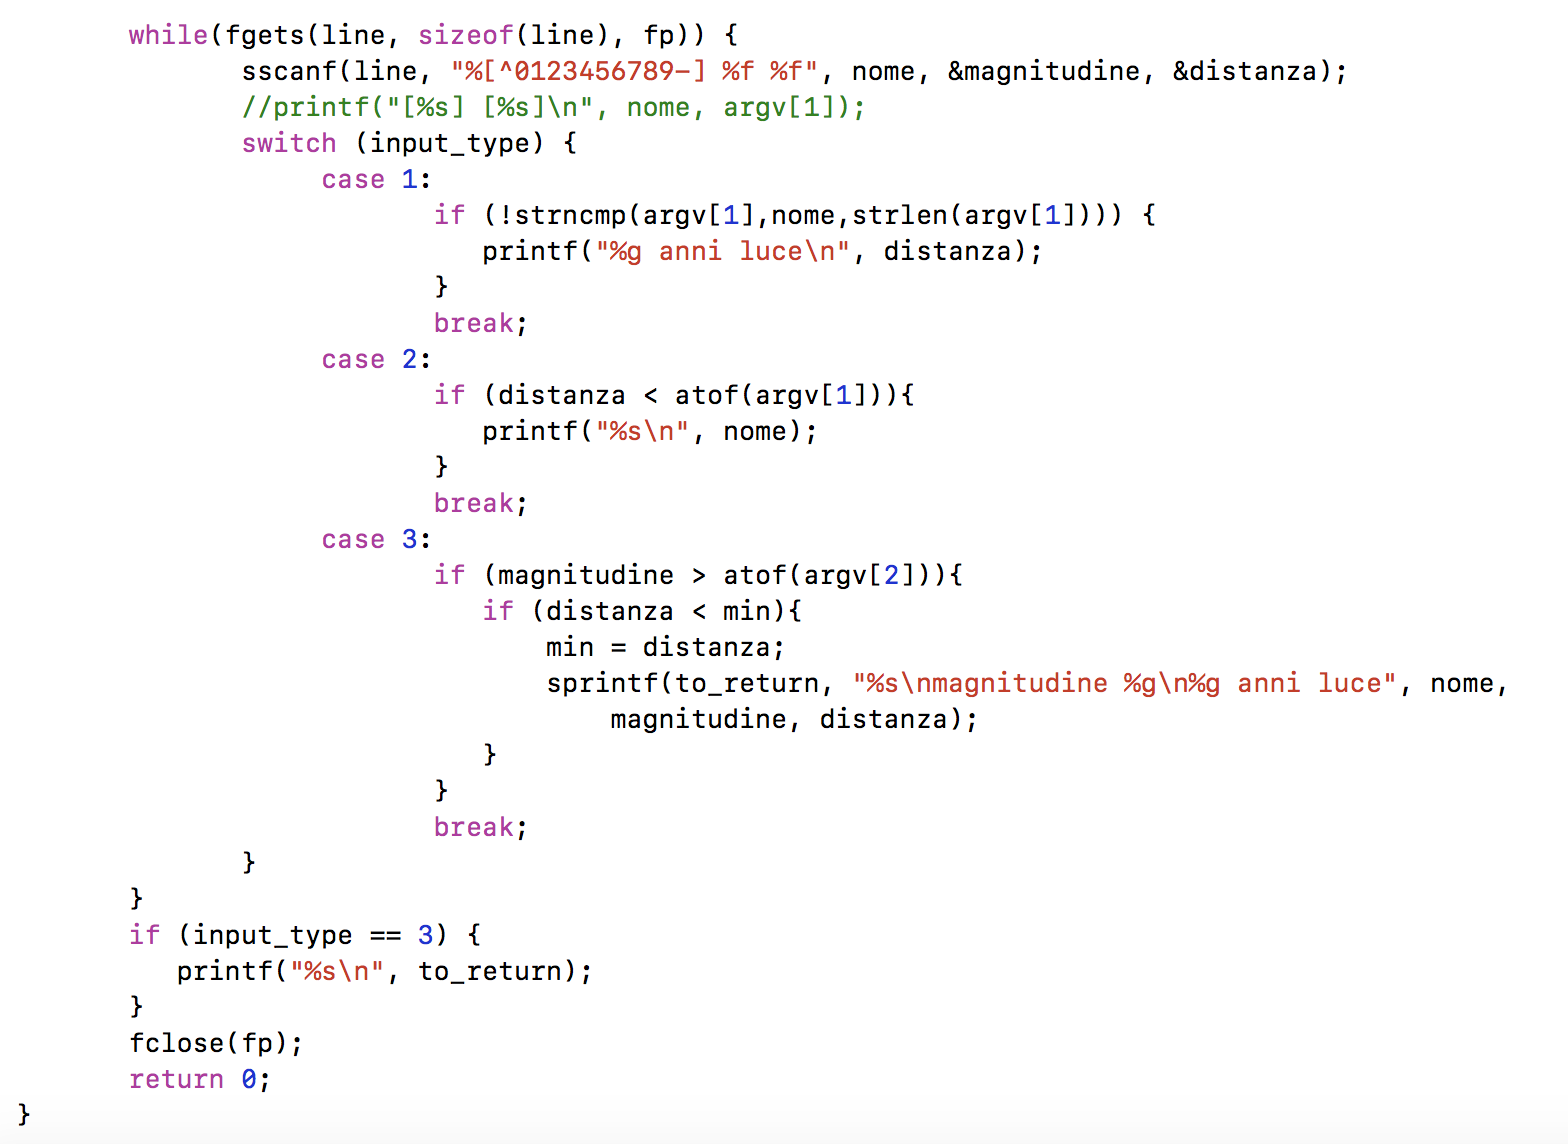 while(fgets(line, sizeof(line), fp)) {
sscanf(line, "%[^0123456789-] %f %f", nome, &magnitudine, &distanza);
//printf("[%s] [%s]\n", nome, argv[1]);
switch (input_type) {
case 1:
if (!strncmp(argv[1],nome,strlen(argv[1]))) {
printf("%g anni luce\n", distanza);
}
break;
case 2:
if (distanza < atof(argv[1])){
printf("%s\n", nome);
}
break;
case 3:
if (magnitudine > atof(argv[2])){
if (distanza < min){
min = distanza;
sprintf(to_return, "%s\nmagnitudine %g\n%g anni luce", nome,
magnitudine, distanza);
}
}
break;
}
}
if (input_type == 3) {
printf("%s\n", to_return);
}
fclose(fp);
return 0;
}